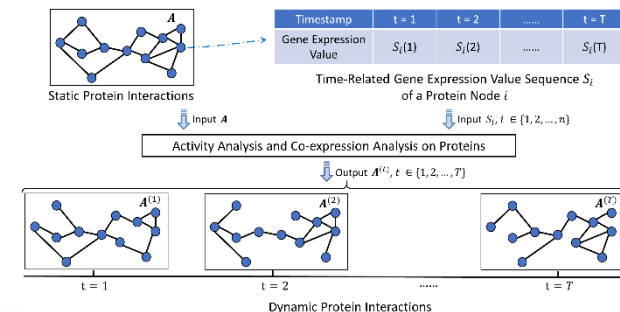 A
Timestamp t = 1 t = 2 ...... t = T
Gene Expression Value S_i(1) S_i(2) ...... S_i(T)
Static Protein Interactions
Time-Related Gene Expression Value Sequence S_i
of a Protein Node i
Input A
Input S_i, i ∈ {1, 2, ..., n}
Activity Analysis and Co-expression Analysis on Proteins
Output A^(t), t ∈ {1, 2, ..., T}
A^(1) A^(2) A^(T)
t = 1 t = 2 ...... t = T
Dynamic Protein Interactions